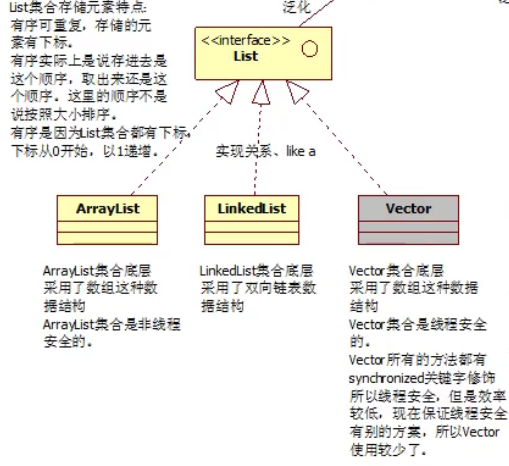 List集合存储元素特点:
有序可重复，存储的元
素有下标。
有序实际上是说存进去是
这个顺序，取出来还是这
个顺序。这里的顺序不是
说按照大小排序。
有序是因为List集合都有下标，
下标从0开始，以1递增。
泛化
<<interface>>
List
实现关系、like a
ArrayList
LinkedList
Vector
ArrayList集合底层
采用了数组这种数
据结构
ArrayList集合是非线程
安全的。
LinkedList集合底层
采用了双向链表数
据结构
Vector集合底层
采用了数组这种数据
结构
Vector集合是线程安全
的。
Vector所有的方法都有
synchronized关键字修饰
所以线程安全，但是效率
较低，现在保证线程安全
有别的方案，所以Vector
使用较少了。